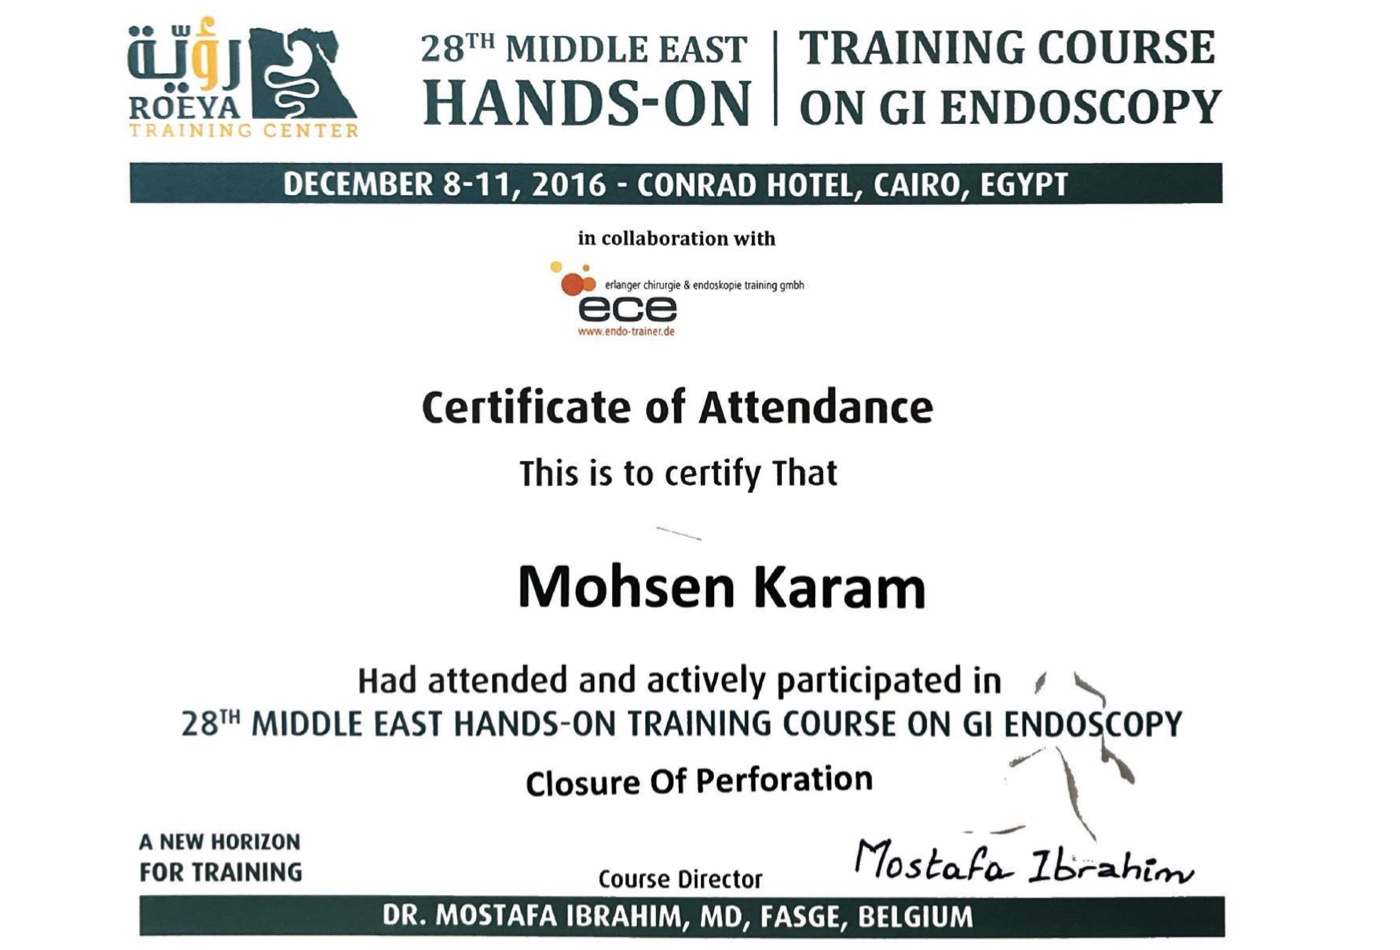 رؤيّة
ROEYA
TRAINING CENTER
28TH MIDDLE EAST
HANDS-ON
TRAINING COURSE
ON GI ENDOSCOPY
DECEMBER 8-11, 2016 - CONRAD HOTEL, CAIRO, EGYPT
in collaboration with
erlanger chirurgie & endoskopie training gmbh
ece
www.endo-trainer.de
Certificate of Attendance
This is to certify That
Mohsen Karam
Had attended and actively participated in
28TH MIDDLE EAST HANDS-ON TRAINING COURSE ON GI ENDOSCOPY
Closure Of Perforation
A NEW HORIZON
FOR TRAINING
Course Director
Mostafa Ibrahim
DR. MOSTAFA IBRAHIM, MD, FASGE, BELGIUM